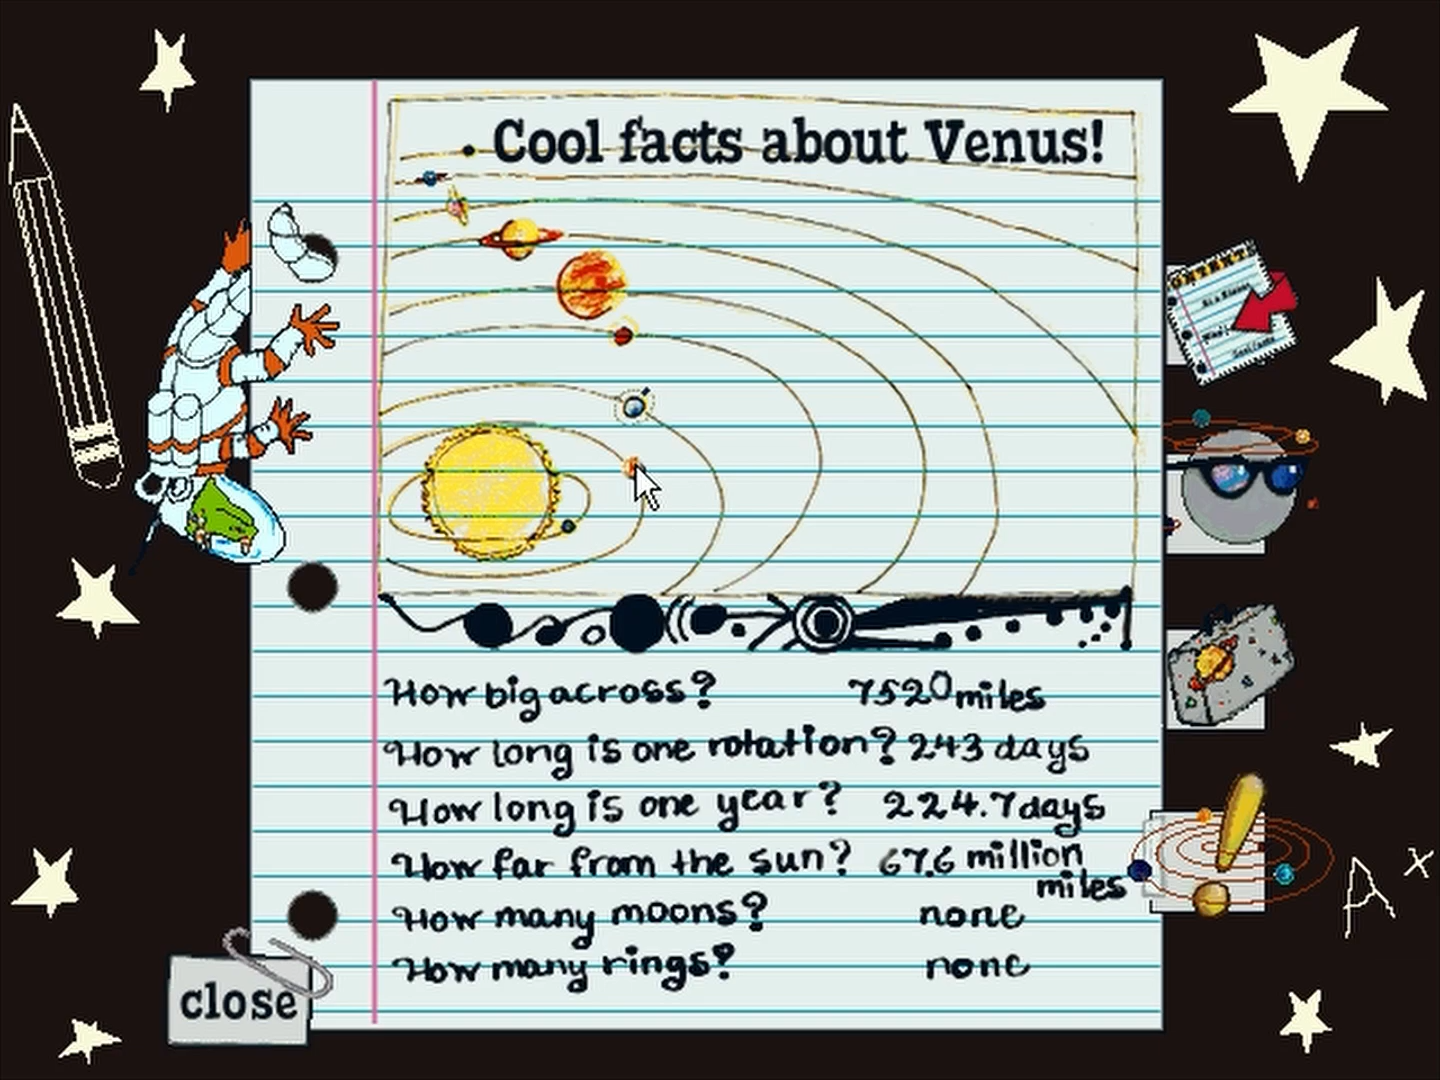 Cool facts about Venus!
How big across? 7520 miles
How long is one rotation? 243 days
How long is one year? 224.7 days
How far from the sun? 67.6 million
miles
How many moons? none
How many rings? none
close
A x